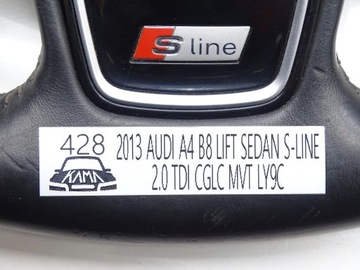 S line
428 2013 AUDI A4 B8 LIFT SEDAN S-LINE
KAMA 2.0 TDI CGLC MVT LY9C